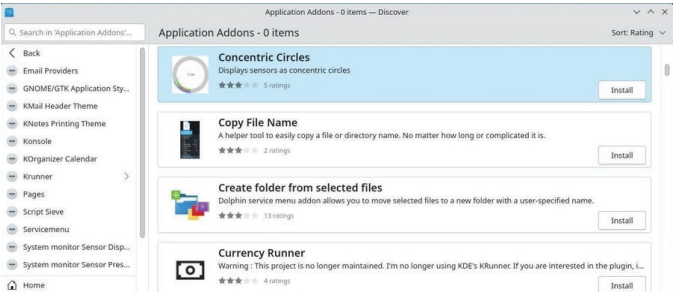 Application Addons - 0 items — Discover
Search in 'Application Addons'...
Application Addons - 0 items
Sort: Rating
Back
Email Providers
GNOME/GTK Application Sty...
KMail Header Theme
KNotes Printing Theme
Konsole
KOrganizer Calendar
Krunner
Pages
Script Sieve
Servicemenu
System monitor Sensor Disp...
System monitor Sensor Pres...
Home
Concentric Circles
Displays sensors as concentric circles
5 ratings
Install
Copy File Name
A helper tool to easily copy a file or directory name. No matter how long or complicated it is.
2 ratings
Install
Create folder from selected files
Dolphin service menu addon allows you to move selected files to a new folder with a user-specified name.
13 ratings
Install
Currency Runner
Warning : This project is no longer maintained. I'm no longer using KDE's KRunner. If you are interested in the plugin, i...
4 ratings
Install